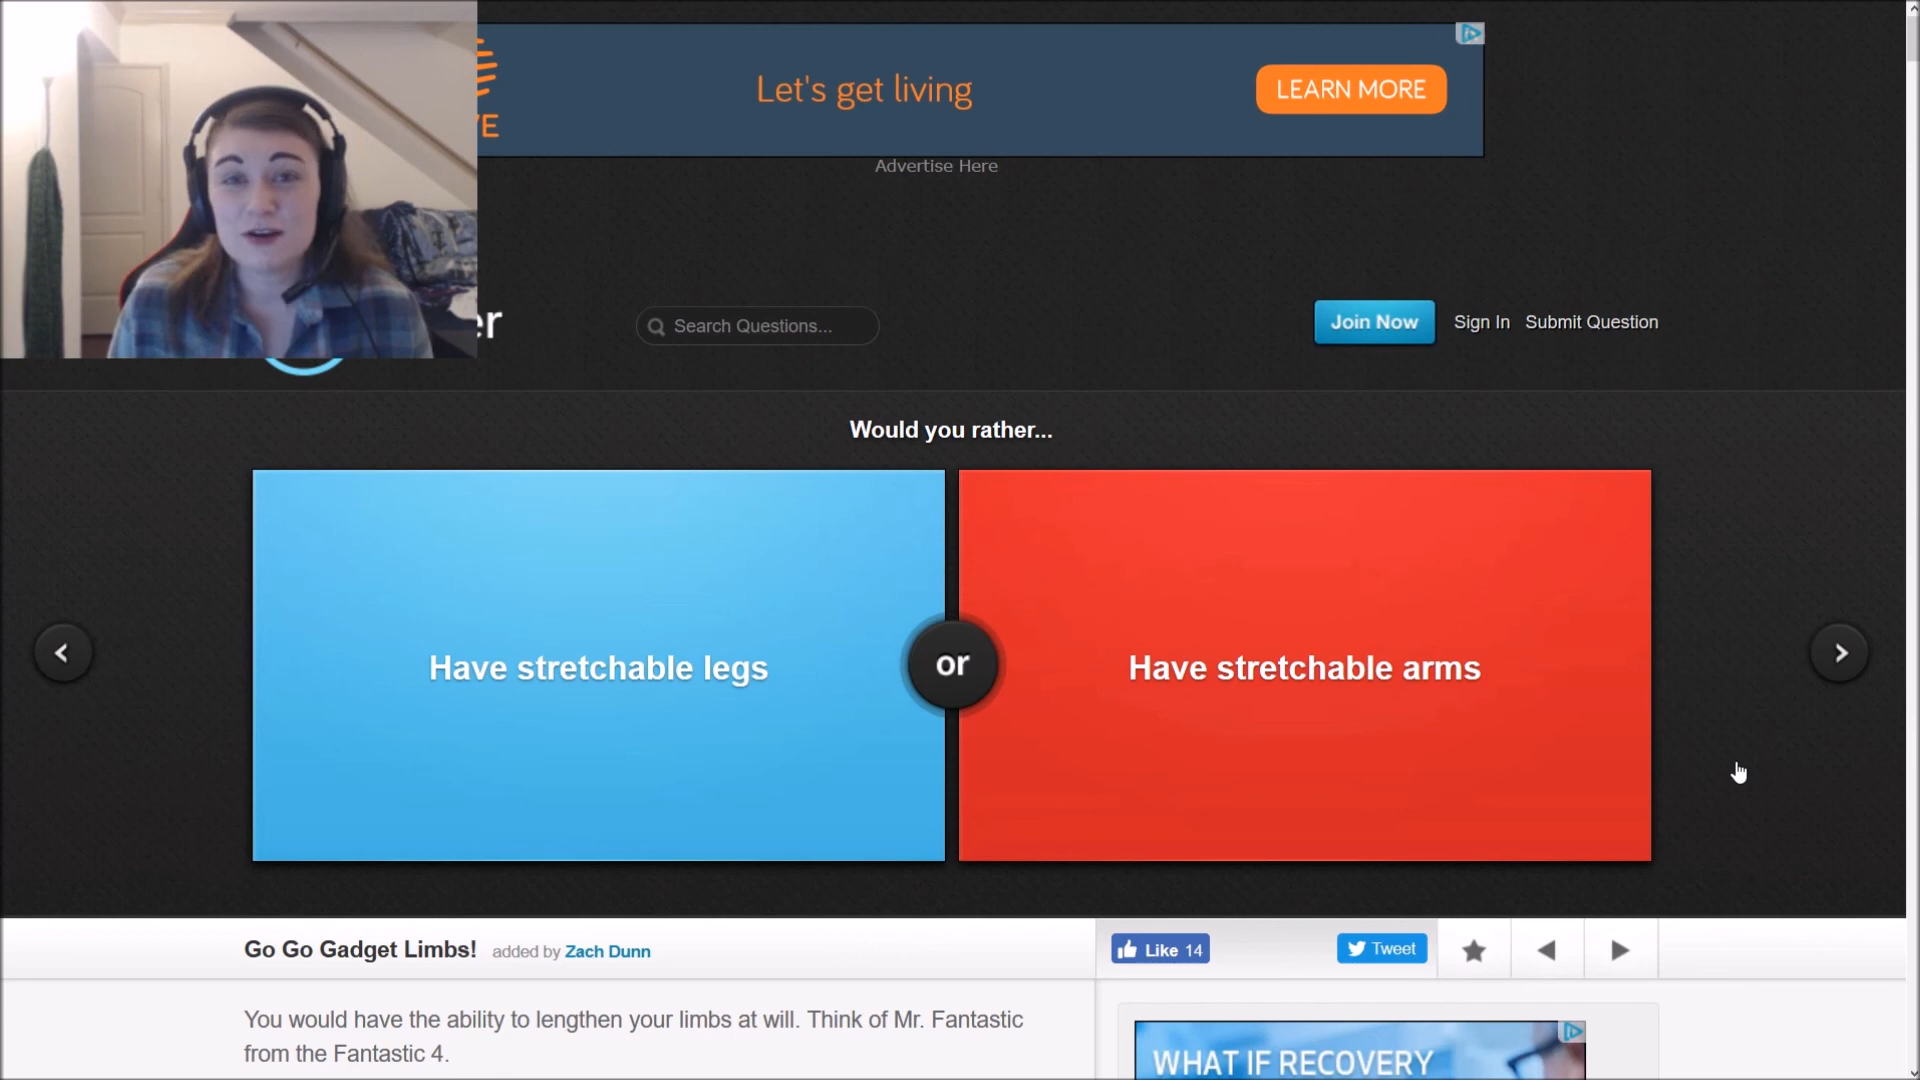 Let's get living
LEARN MORE
VE
Advertise Here
er
Search Questions...
Join Now
Sign In
Submit Question
Would you rather...
Have stretchable legs
or
Have stretchable arms
Go Go Gadget Limbs! added by Zach Dunn
Like 14
Tweet
You would have the ability to lengthen your limbs at will. Think of Mr. Fantastic
from the Fantastic 4.
WHAT IF RECOVERY